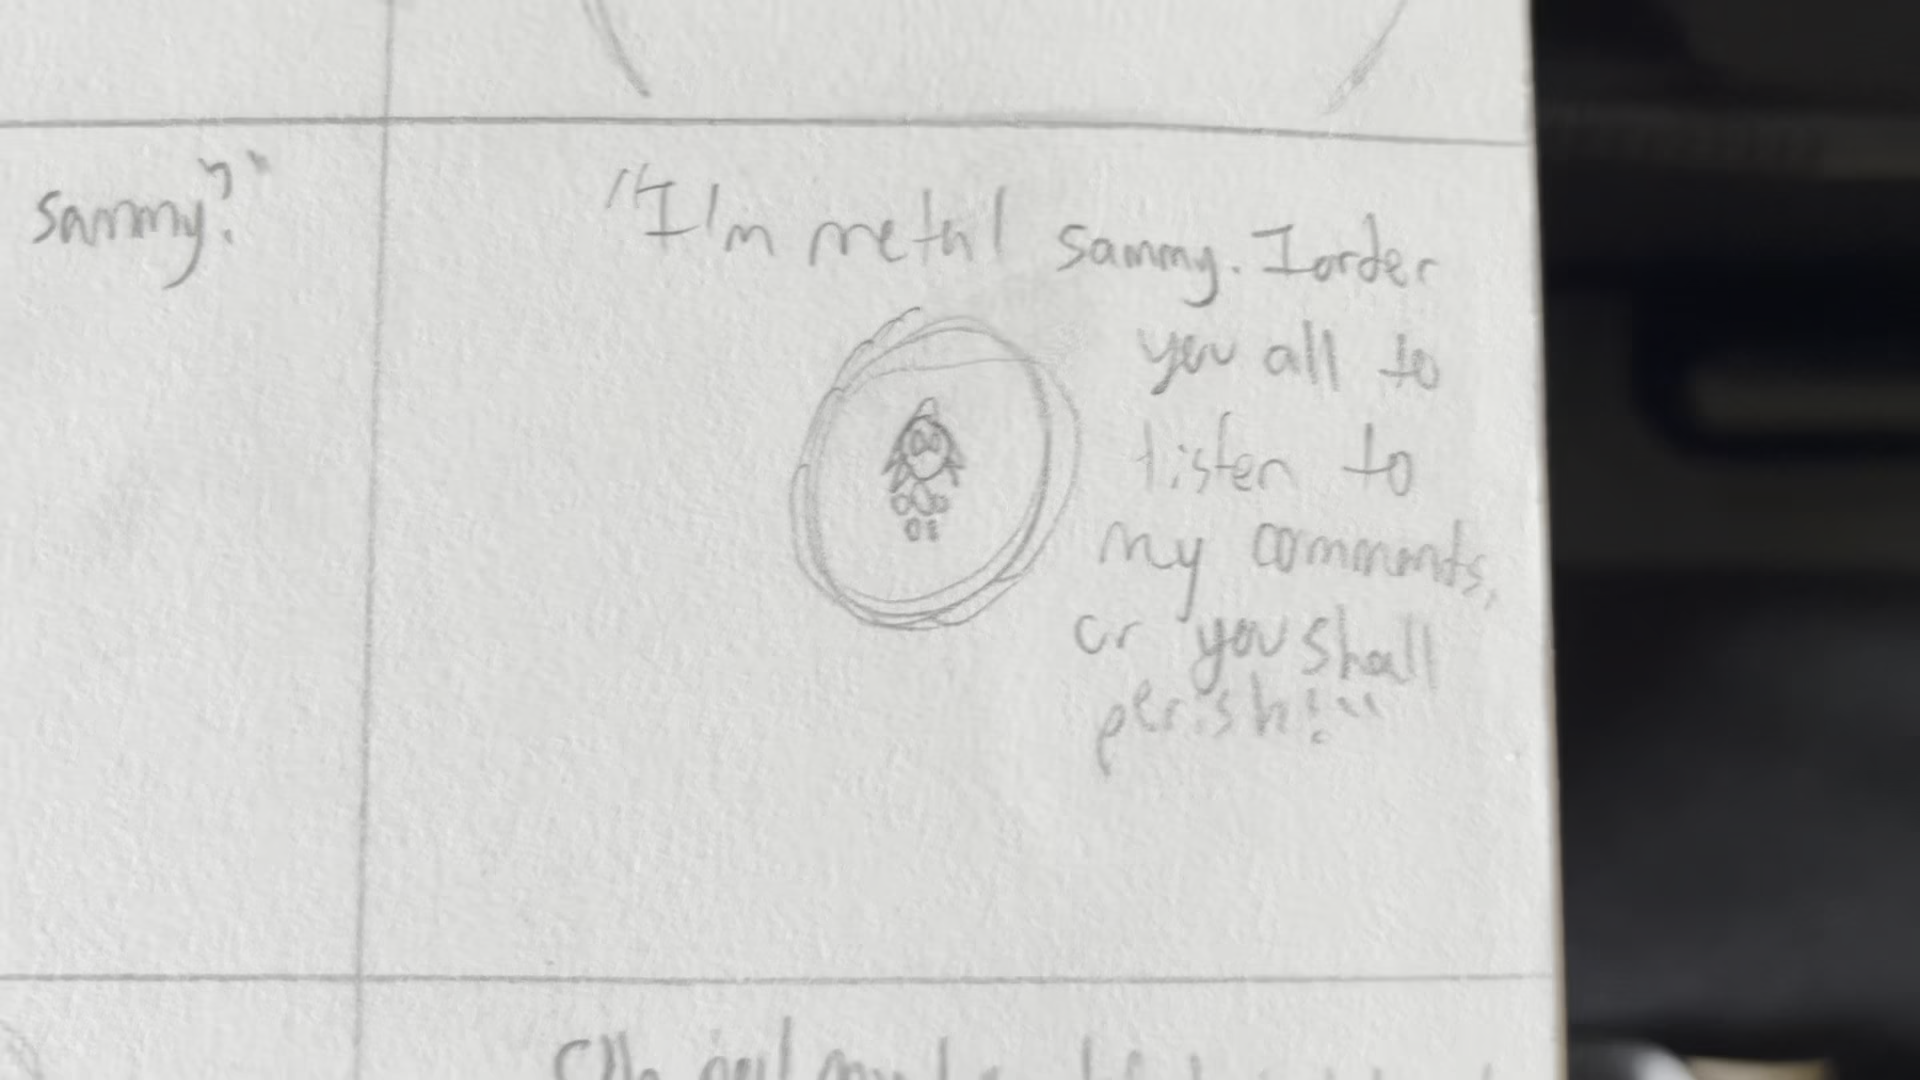 sammy?"
"I'm metal sammy. I order
you all to
listen to
my comments,
or you shall
perish!"